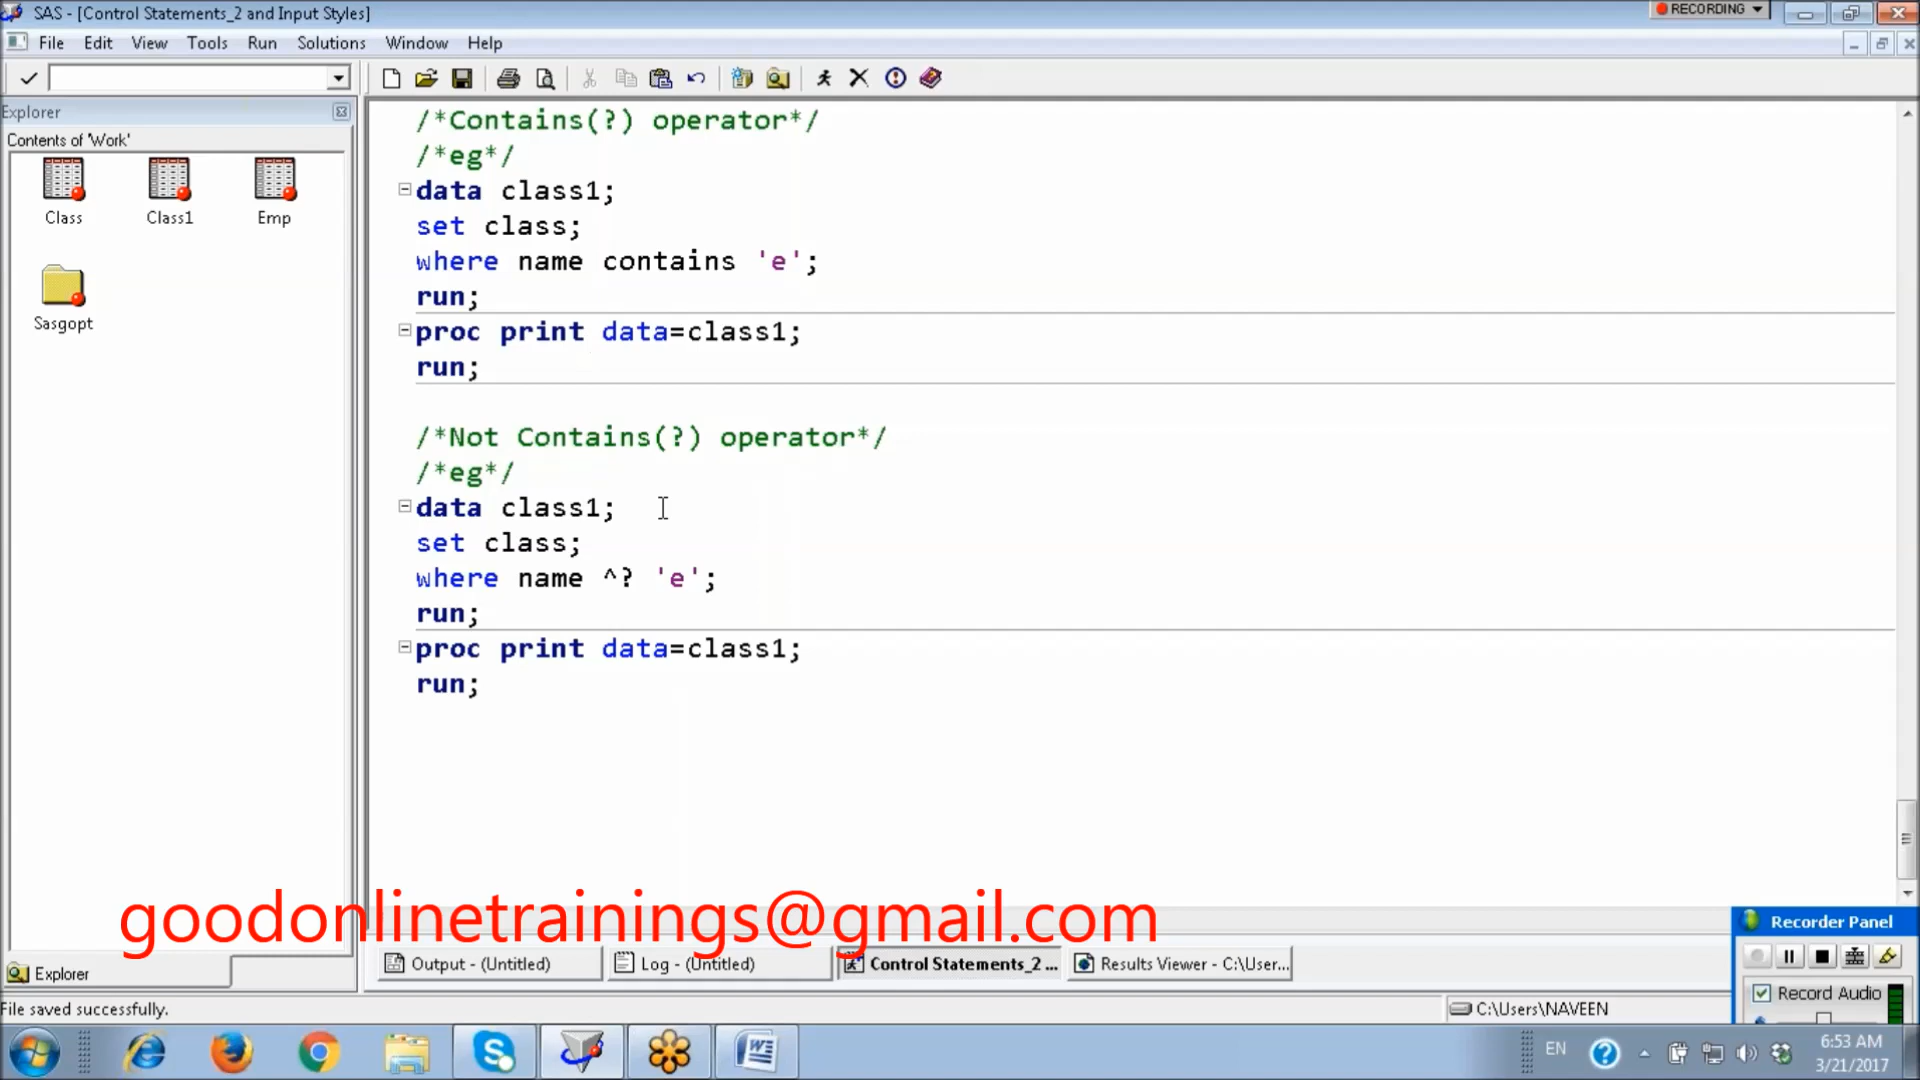 SAS - [Control Statements_2 and Input Styles]
RECORDING
File Edit View Tools Run Solutions Window Help
Explorer
Contents of 'Work'
Class
Class1
Emp
Sasgopt
/*Contains(?) operator*/
/*eg*/
data class1;
set class;
where name contains 'e';
run;
proc print data=class1;
run;
/*Not Contains(?) operator*/
/*eg*/
data class1;
set class;
where name ^? 'e';
run;
proc print data=class1;
run;
goodonlinetrainings@gmail.com
Explorer
Output - (Untitled)
Log - (Untitled)
Control Statements_2 ...
Results Viewer - C:\User...
File saved successfully.
C:\Users\NAVEEN
Recorder Panel
Record Audio
EN
6:53 AM
3/21/2017